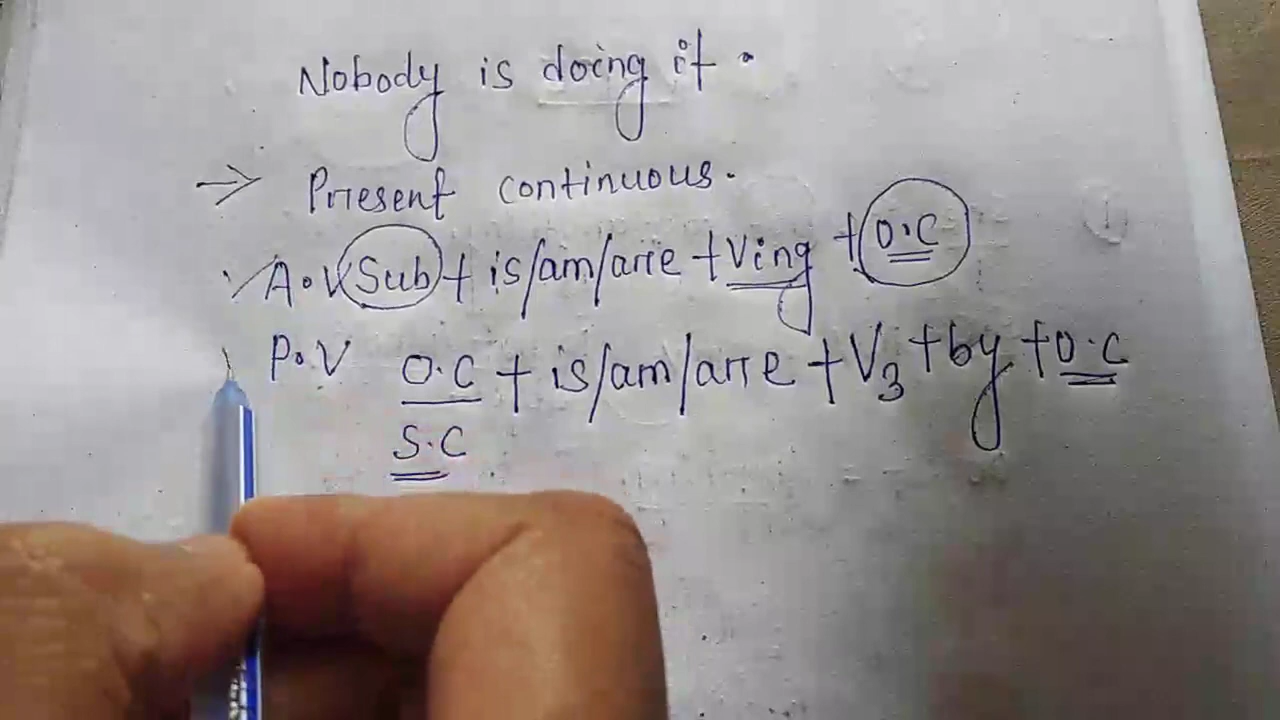 Nobody is doing it.
→ Present continuous.
A.V Sub + is/am/are + Ving + O.C
P.V O.C + is/am/are + V3 + by + O.C
S.C